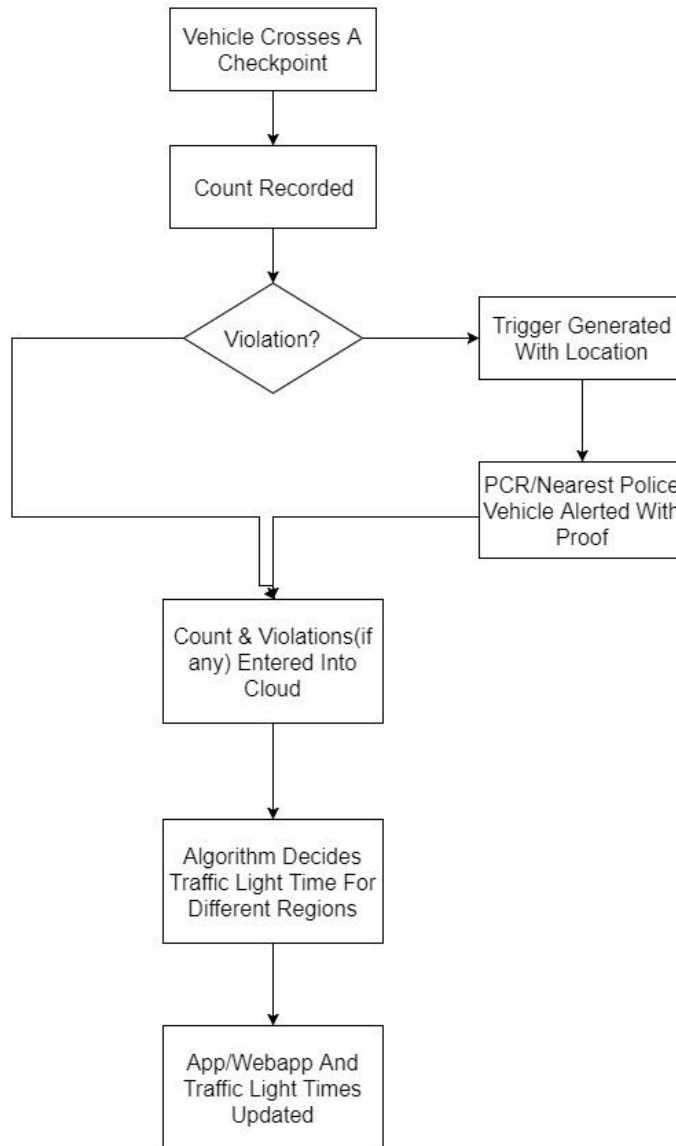 Vehicle Crosses A
Checkpoint
Count Recorded
Violation?
Trigger Generated
With Location
PCR/Nearest Police
Vehicle Alerted With
Proof
Count & Violations(if
any) Entered Into
Cloud
Algorithm Decides
Traffic Light Time For
Different Regions
App/Webapp And
Traffic Light Times
Updated